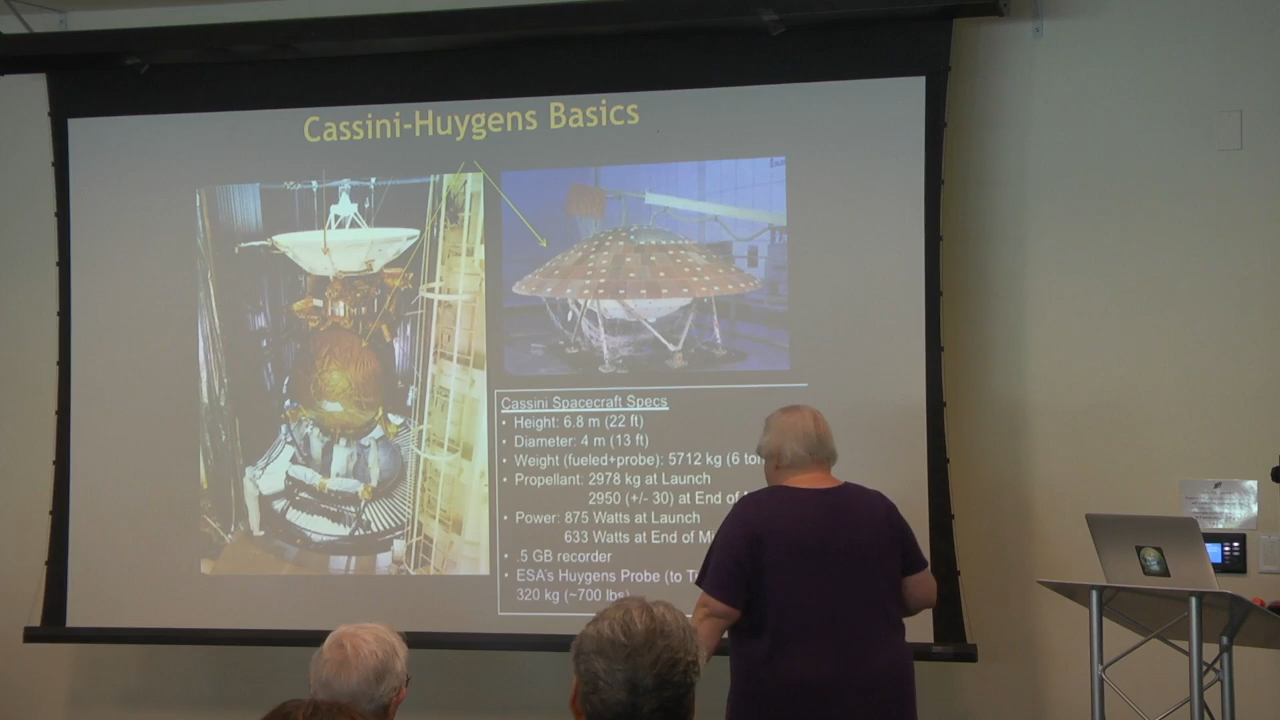 Cassini-Huygens Basics
Cassini Spacecraft Specs
• Height: 6.8 m (22 ft)
• Diameter: 4 m (13 ft)
• Weight (fueled+probe): 5712 kg (6 ton
• Propellant: 2978 kg at Launch
2950 (+/- 30) at End of
• Power: 875 Watts at Launch
633 Watts at End of Mi
• .5 GB recorder
• ESA's Huygens Probe (to T
320 kg (~700 lbs)